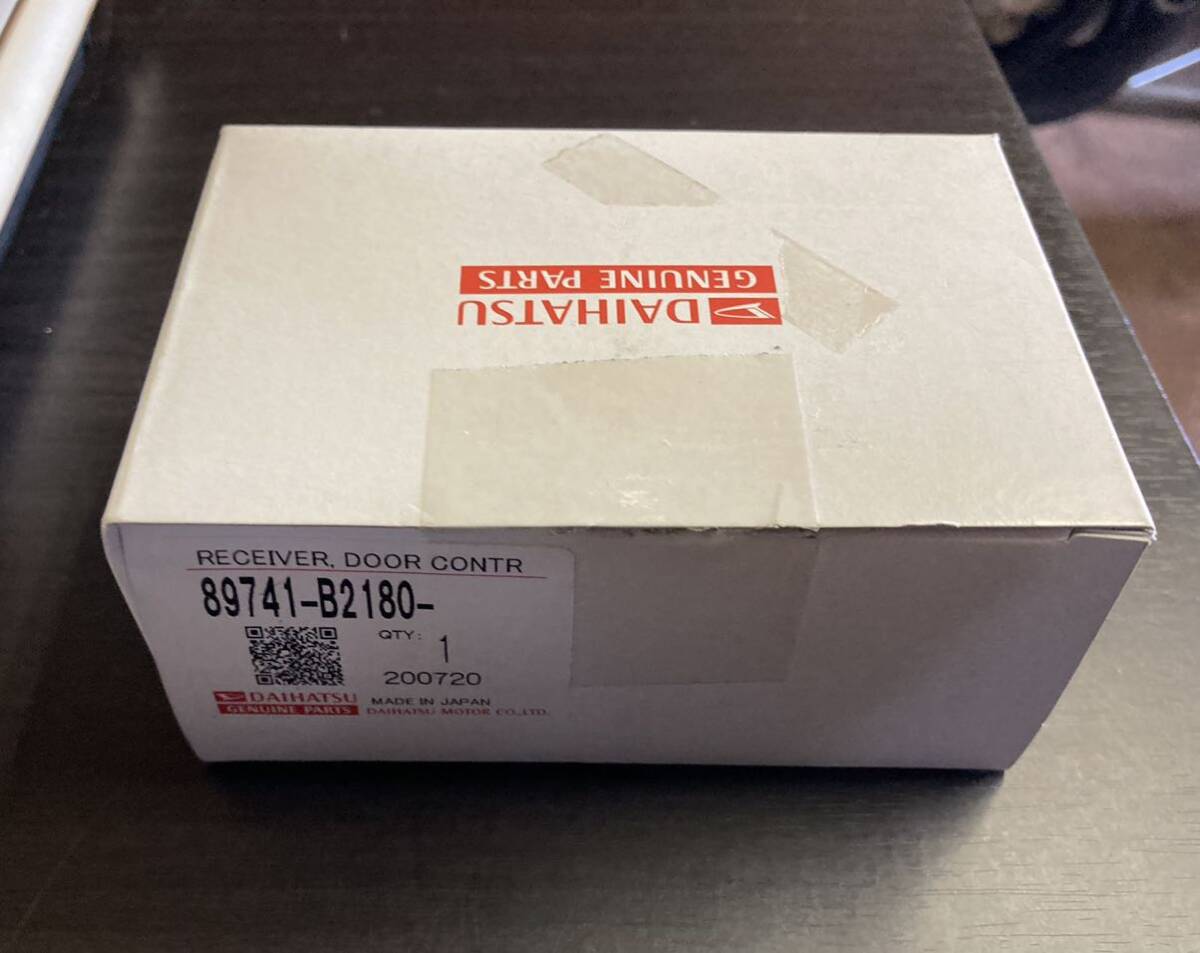 GENUINE PARTS
DAIHATSU
RECEIVER, DOOR CONTR
89741-B2180-
QTY: 1
200720
DAIHATSU
GENUINE PARTS
MADE IN JAPAN
DAIHATSU MOTOR CO.,LTD.